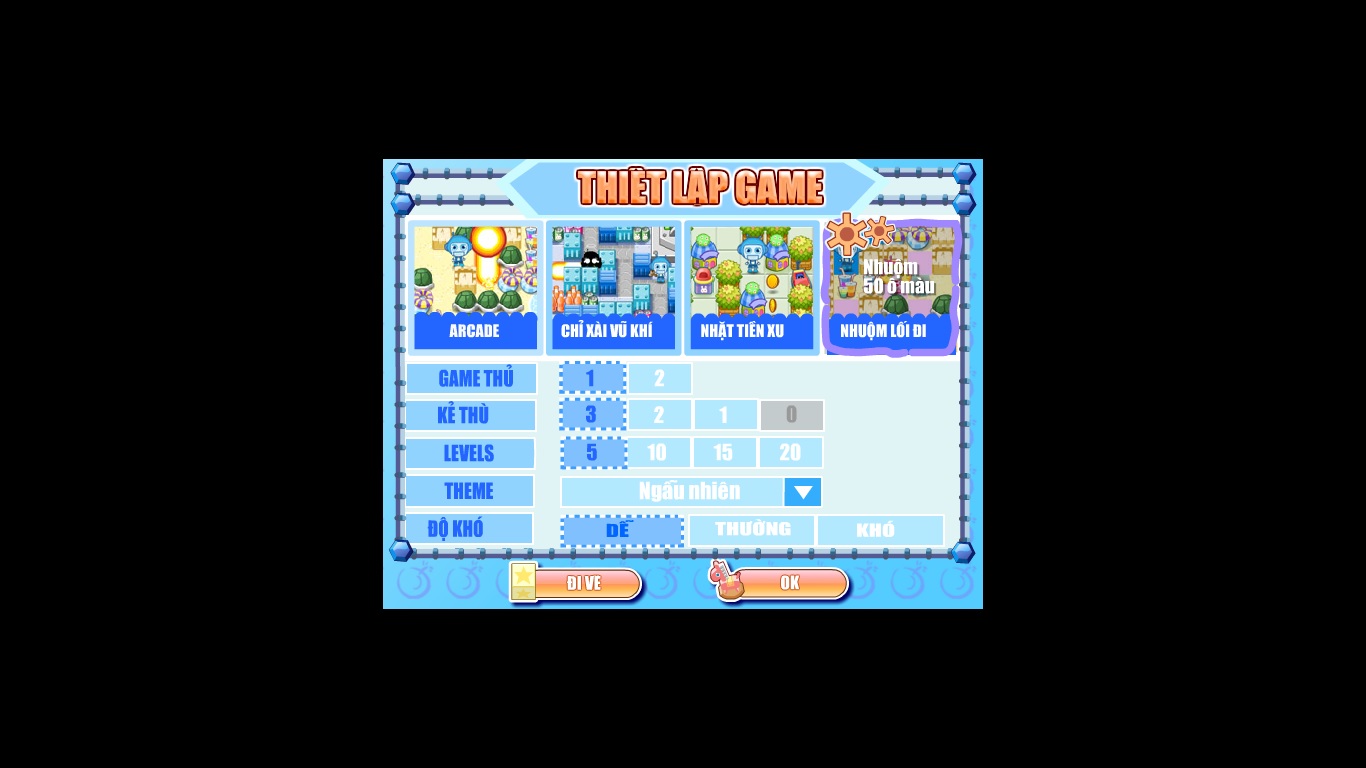 THIẾT LẬP GAME
Nhuộm
50 ô màu
ARCADE
CHỈ XÀI VŨ KHÍ
NHẶT TIỀN XU
NHUỘM LỐI ĐI
GAME THỦ
1 2
KẺ THÙ
3 2 1 0
LEVELS
5 10 15 20
THEME
Ngẫu nhiên
ĐỘ KHÓ
DỄ THƯỜNG KHÓ
ĐI VE
OK